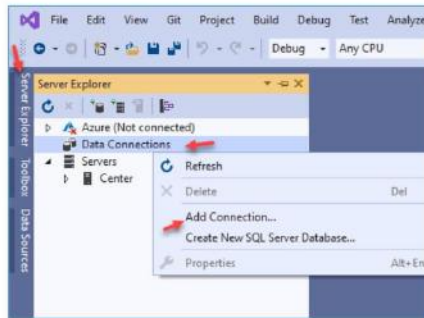 File Edit View Git Project Build Debug Test Analyze
Debug Any CPU
Server Explorer
Toolbox
Data Sources
Server Explorer
Azure (Not connected)
Data Connections
Servers
Center
Refresh
Delete Del
Add Connection...
Create New SQL Server Database...
Properties Alt+En